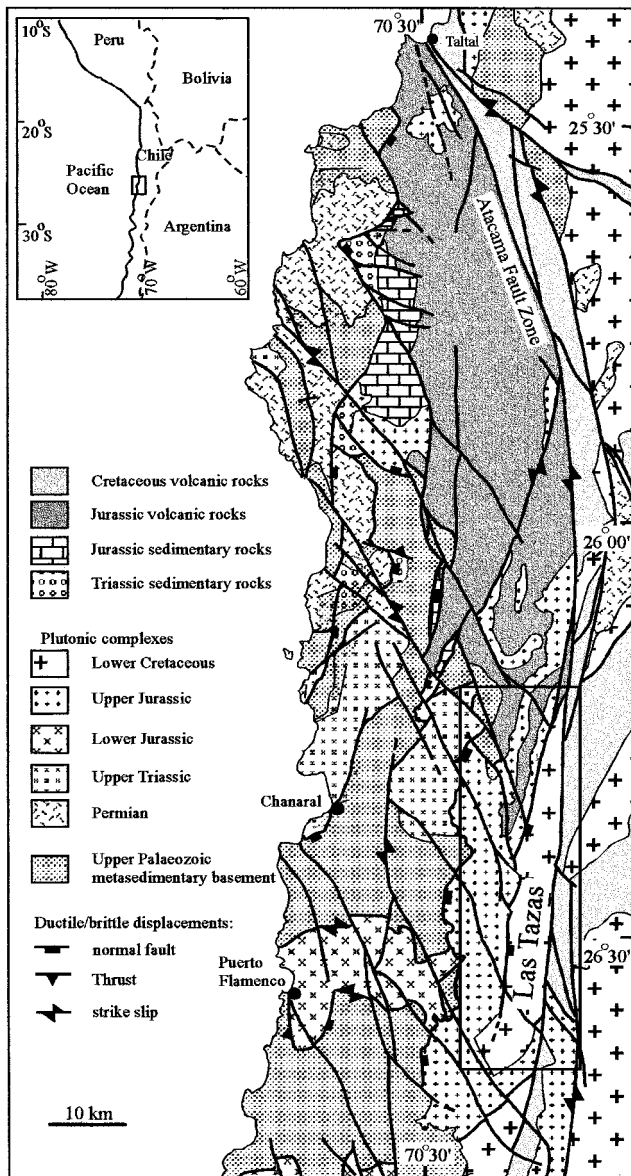 10°S
20°S
30°S
Peru
Bolivia
Chile
Pacific
Ocean
Argentina
80°W
70°W
60°W
70°30'
Taltal
25°30'
Atacama Fault Zone
26°00'
Cretaceous volcanic rocks
Jurassic volcanic rocks
Jurassic sedimentary rocks
Triassic sedimentary rocks
Plutonic complexes
Lower Cretaceous
Upper Jurassic
Lower Jurassic
Upper Triassic
Permian
Upper Palaeozoic
metasedimentary basement
Ductile/brittle displacements:
normal fault
Thrust
strike slip
10 km
Chanaral
Puerto
Flamenco
Las Tazas
26°30'
70°30'